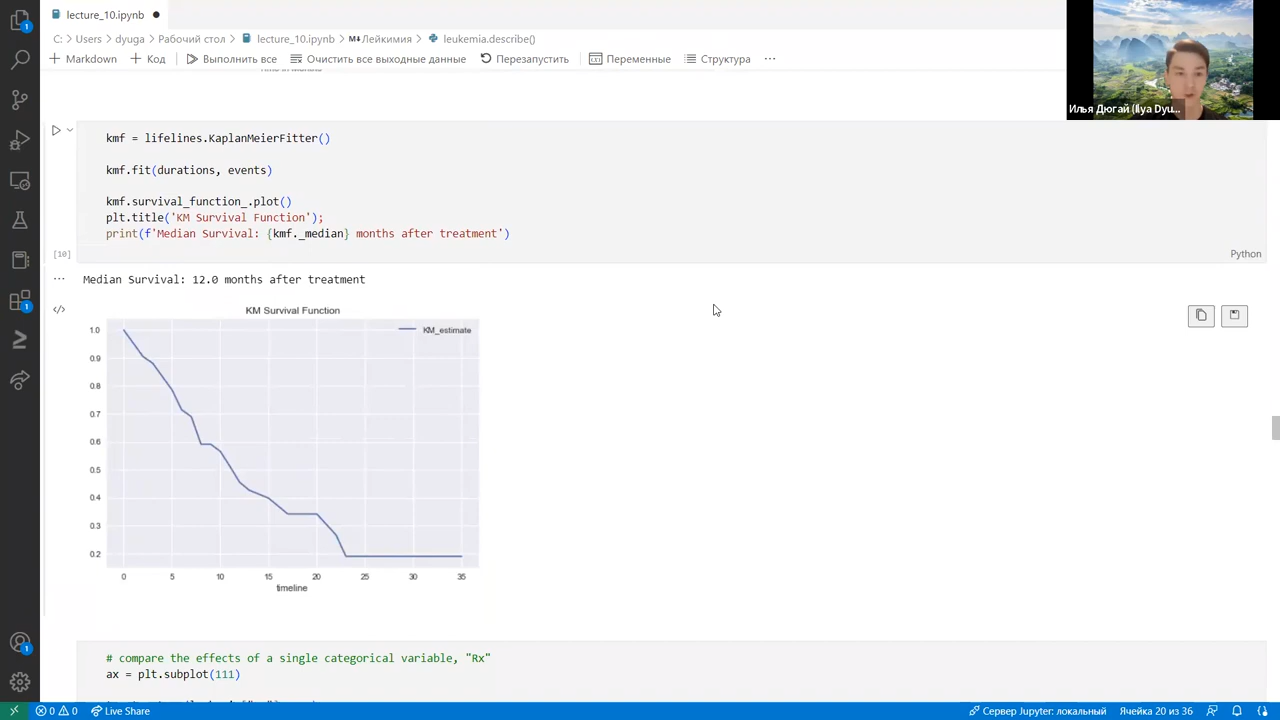 lecture_10.ipynb
C: > Users > dyuga > Рабочий стол > lecture_10.ipynb > M↓Лейкимия > leukemia.describe()
Markdown
Код
Выполнить все
Очистить все выходные данные
Перезапустить
Переменные
Структура
...
Илья Дюгай (Ilya Dyu...
kmf = lifelines.KaplanMeierFitter()
kmf.fit(durations, events)
kmf.survival_function_.plot()
plt.title('KM Survival Function');
print(f'Median Survival: {kmf._median} months after treatment')
[10]
Python
Median Survival: 12.0 months after treatment
KM Survival Function
KM_estimate
1.0
0.9
0.8
0.7
0.6
0.5
0.4
0.3
0.2
0 5 10 15 20 25 30 35
timeline
# compare the effects of a single categorical variable, "Rx"
ax = plt.subplot(111)
0 0 Live Share
Сервер Jupyter: локальный
Ячейка 20 из 36